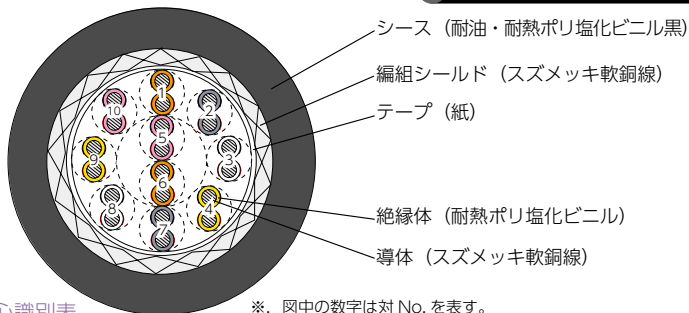 シース（耐油・耐熱ポリ塩化ビニル黒）
編組シールド（スズメッキ軟銅線）
テープ（紙）
1
10
2
5
9
3
6
8
4
7
絶縁体（耐熱ポリ塩化ビニル）
導体（スズメッキ軟銅線）
※．図中の数字は対 No. を表す。